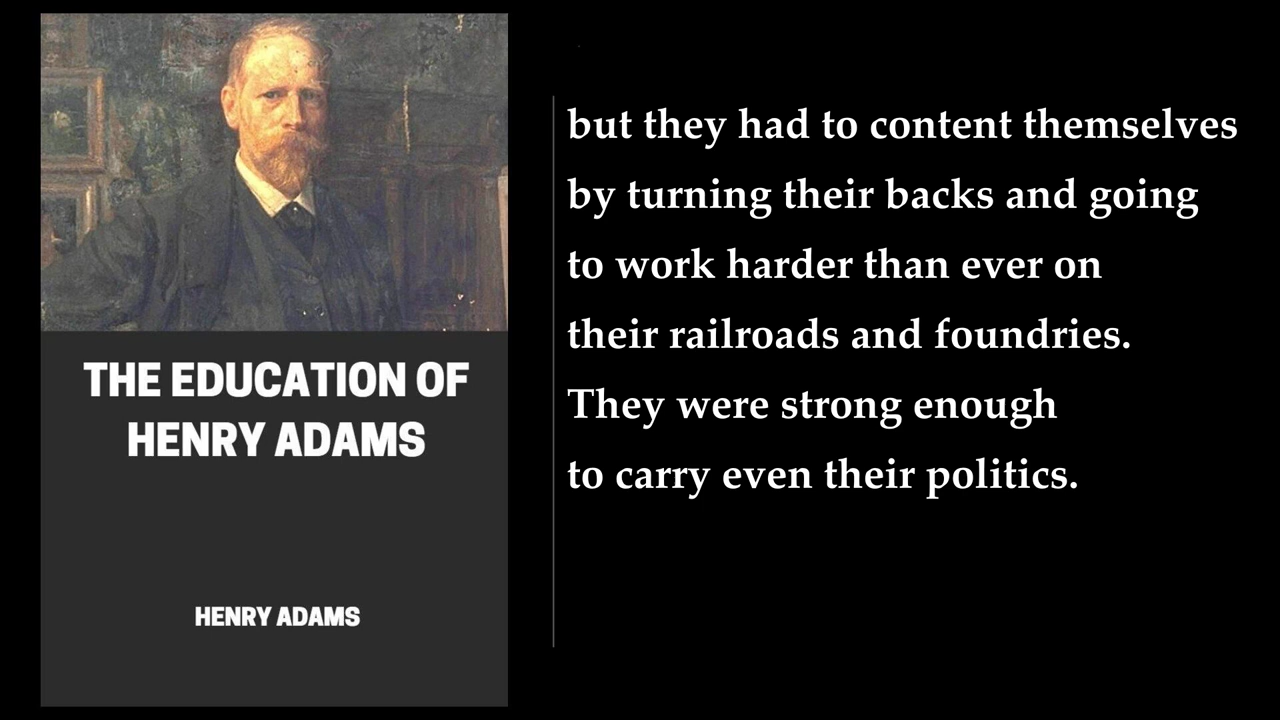 THE EDUCATION OF
HENRY ADAMS
HENRY ADAMS
but they had to content themselves
by turning their backs and going
to work harder than ever on
their railroads and foundries.
They were strong enough
to carry even their politics.